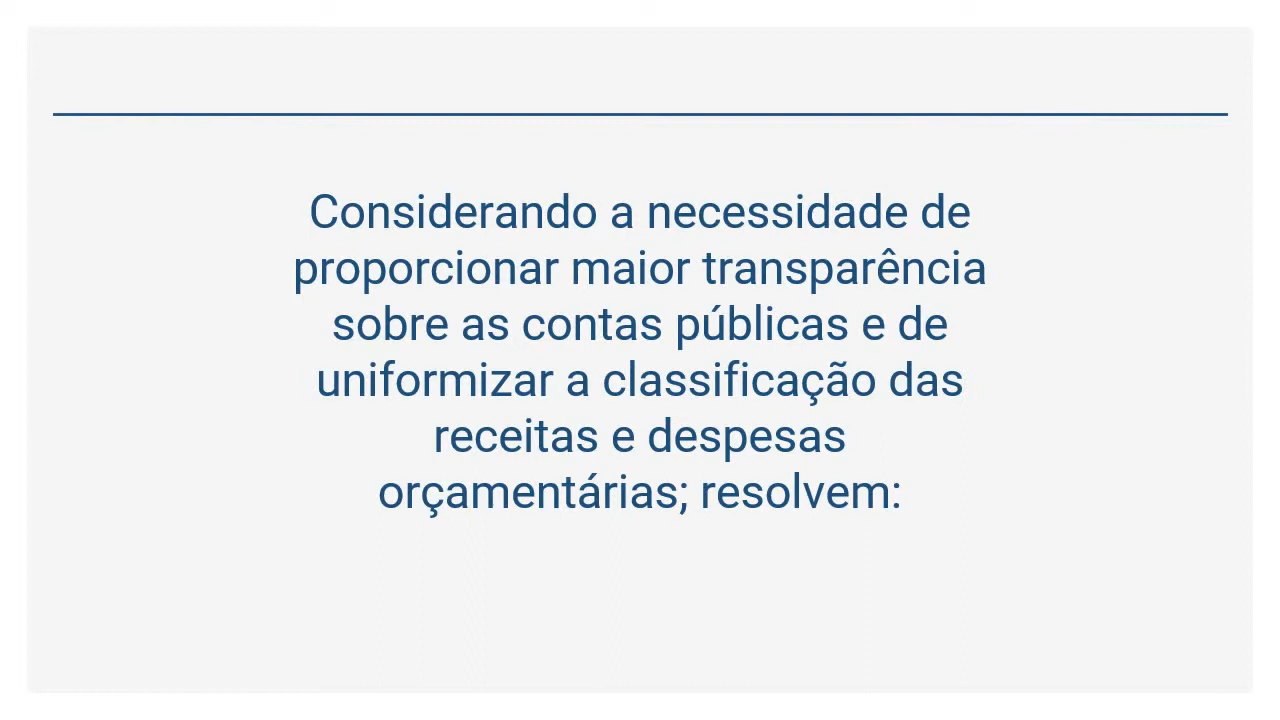 Considerando a necessidade de
proporcionar maior transparência
sobre as contas públicas e de
uniformizar a classificação das
receitas e despesas
orçamentárias; resolvem: